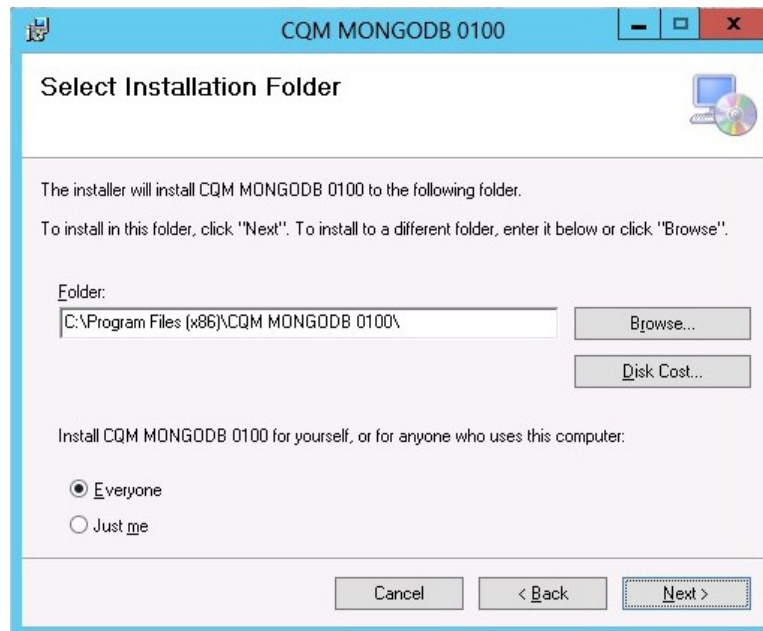 CQM MONGODB 0100
Select Installation Folder
The installer will install CQM MONGODB 0100 to the following folder.
To install in this folder, click "Next". To install to a different folder, enter it below or click "Browse".
Folder:
C:\Program Files (x86)\CQM MONGODB 0100\
Browse...
Disk Cost...
Install CQM MONGODB 0100 for yourself, or for anyone who uses this computer:
Everyone
Just me
Cancel
< Back
Next >